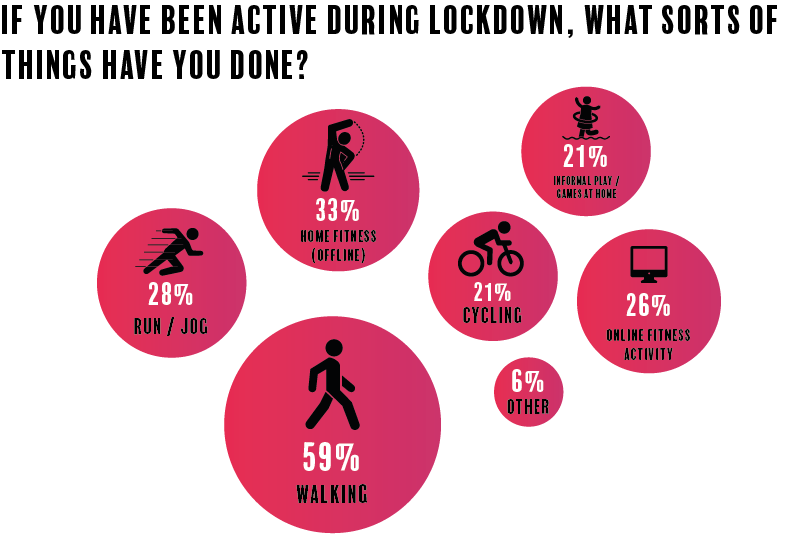 IF YOU HAVE BEEN ACTIVE DURING LOCKDOWN, WHAT SORTS OF
THINGS HAVE YOU DONE?
21%
INFORMAL PLAY /
GAMES AT HOME
33%
HOME FITNESS
(OFFLINE)
28%
RUN / JOG
21%
CYCLING
26%
ONLINE FITNESS
ACTIVITY
6%
OTHER
59%
WALKING